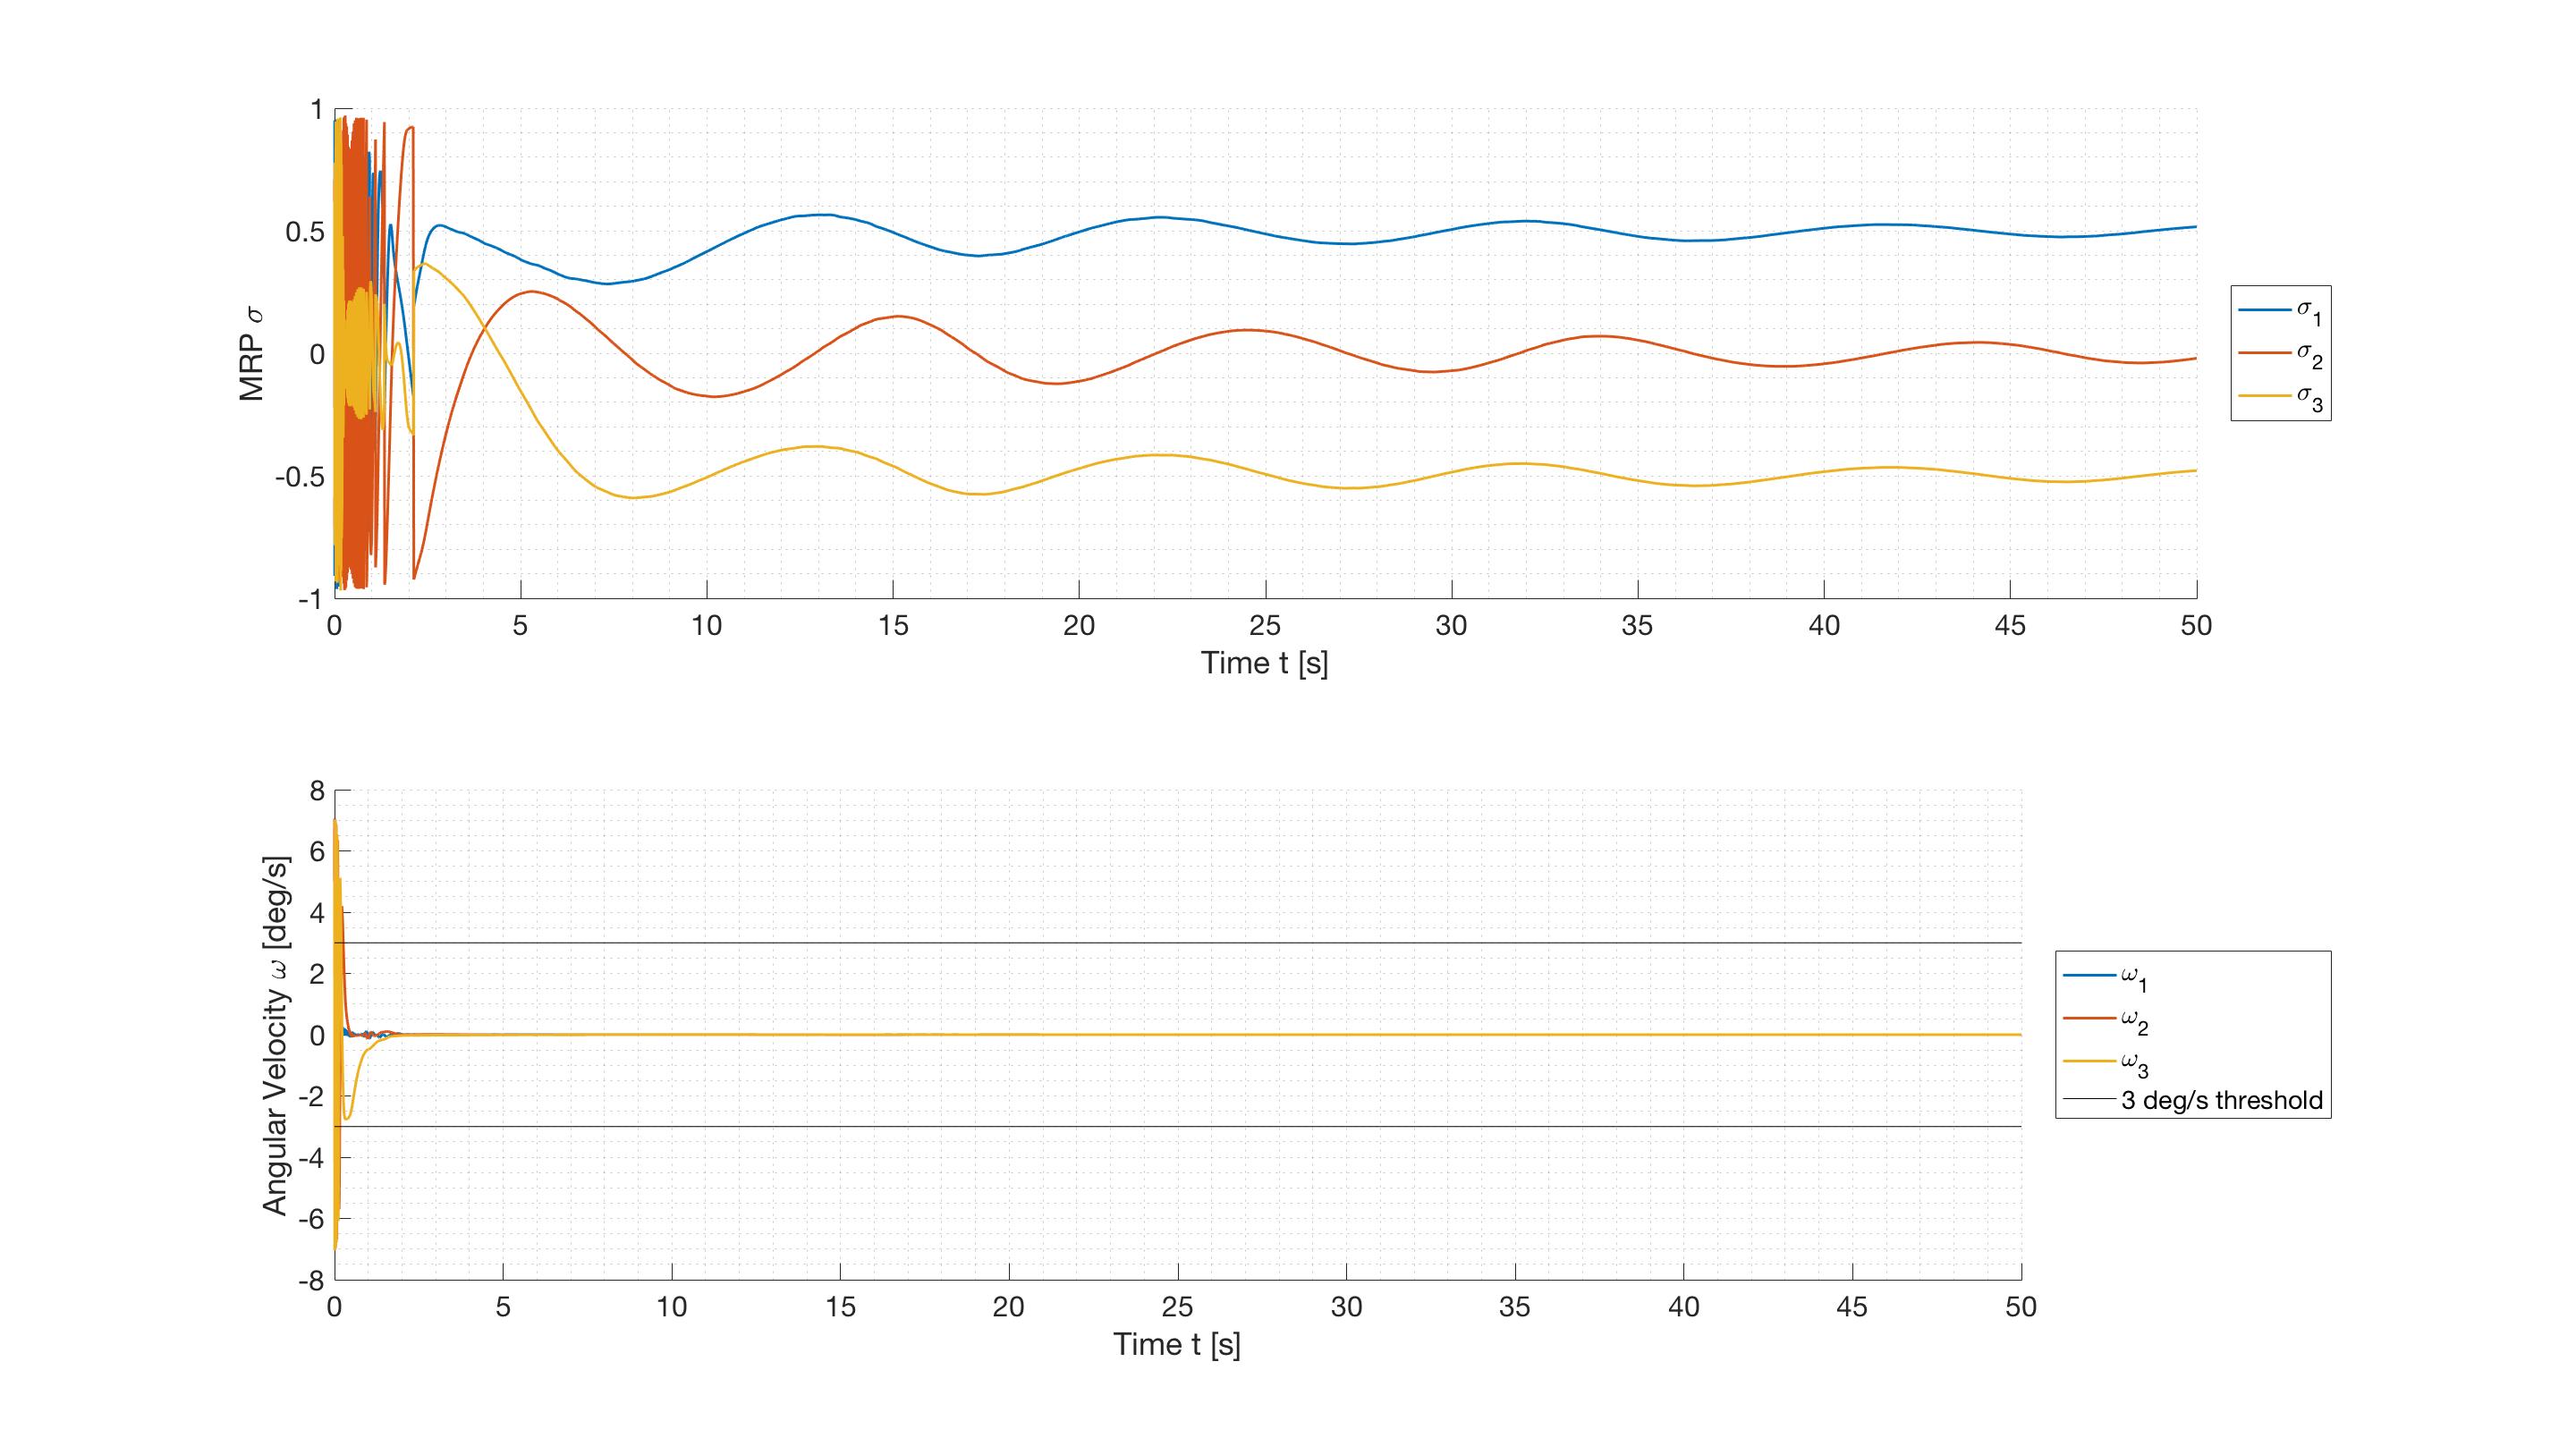 1
0.5
0
-0.5
-1
MRP σ
0 5 10 15 20 25 30 35 40 45 50
Time t [s]
σ1
σ2
σ3
8
6
4
2
0
-2
-4
-6
-8
Angular Velocity ω [deg/s]
0 5 10 15 20 25 30 35 40 45 50
Time t [s]
ω1
ω2
ω3
3 deg/s threshold